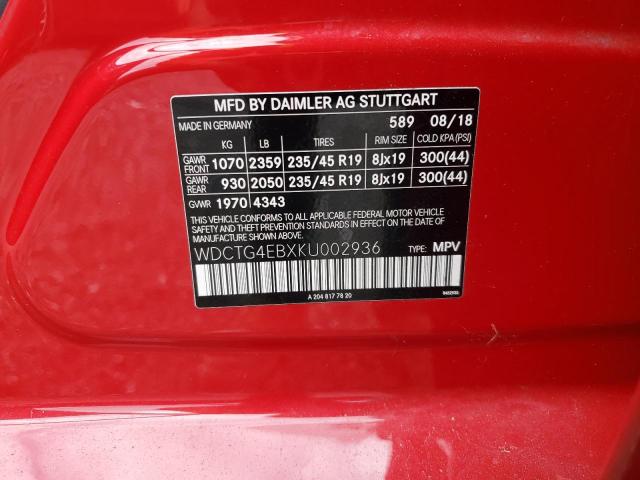 MFD BY DAIMLER AG STUTTGART
MADE IN GERMANY 589 08/18
KG LB TIRES RIM SIZE COLD KPA(PSI)
GAWR FRONT 1070 2359 235/45 R19 8Jx19 300(44)
GAWR REAR 930 2050 235/45 R19 8Jx19 300(44)
GVWR 1970 4343
THIS VEHICLE CONFORMS TO ALL APPLICABLE FEDERAL MOTOR VEHICLE
SAFETY AND THEFT PREVENTION STANDARDS IN EFFECT ON THE DATE
OF MANUFACTURE SHOWN ABOVE.
WDCTG4EBXKU002936 TYPE: MPV
A 204 817 78 20